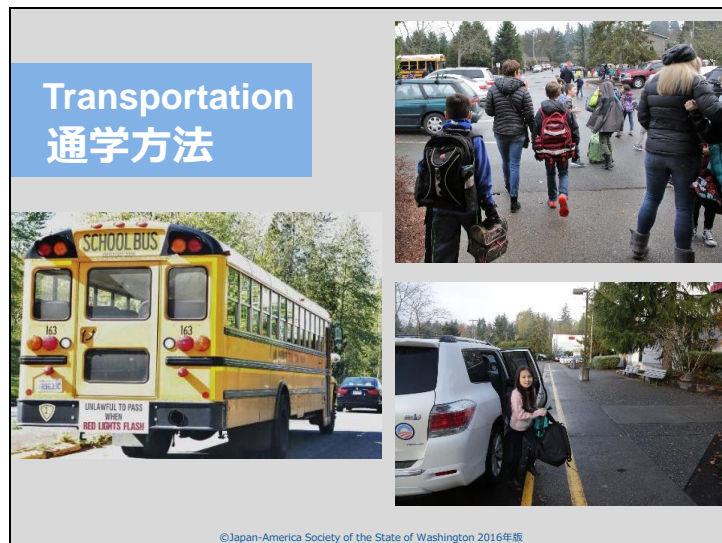 Transportation
通学方法
SCHOOL BUS
163
163
UNLAWFUL TO PASS
WHEN
RED LIGHTS FLASH
©Japan-America Society of the State of Washington 2016年版